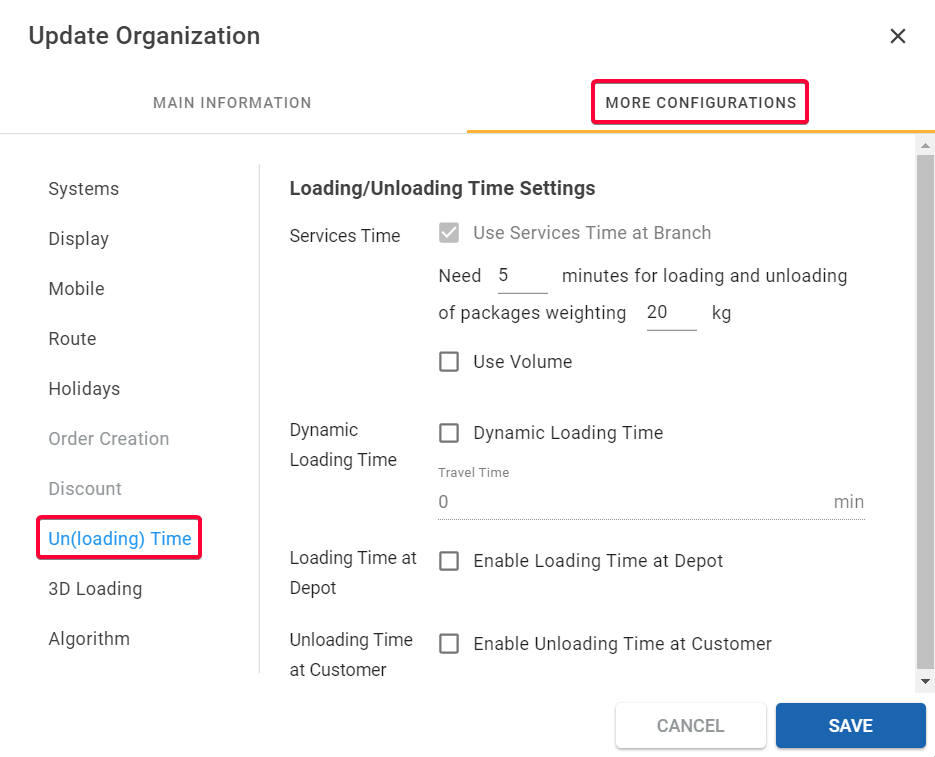 Update Organization
MAIN INFORMATION
MORE CONFIGURATIONS
Systems
Display
Mobile
Route
Holidays
Order Creation
Discount
Un(loading) Time
3D Loading
Algorithm
Loading/Unloading Time Settings
Services Time
Use Services Time at Branch
Need 5 minutes for loading and unloading
of packages weighting 20 kg
Use Volume
Dynamic
Loading Time
Dynamic Loading Time
Travel Time
0 min
Loading Time at
Depot
Enable Loading Time at Depot
Unloading Time
at Customer
Enable Unloading Time at Customer
CANCEL
SAVE